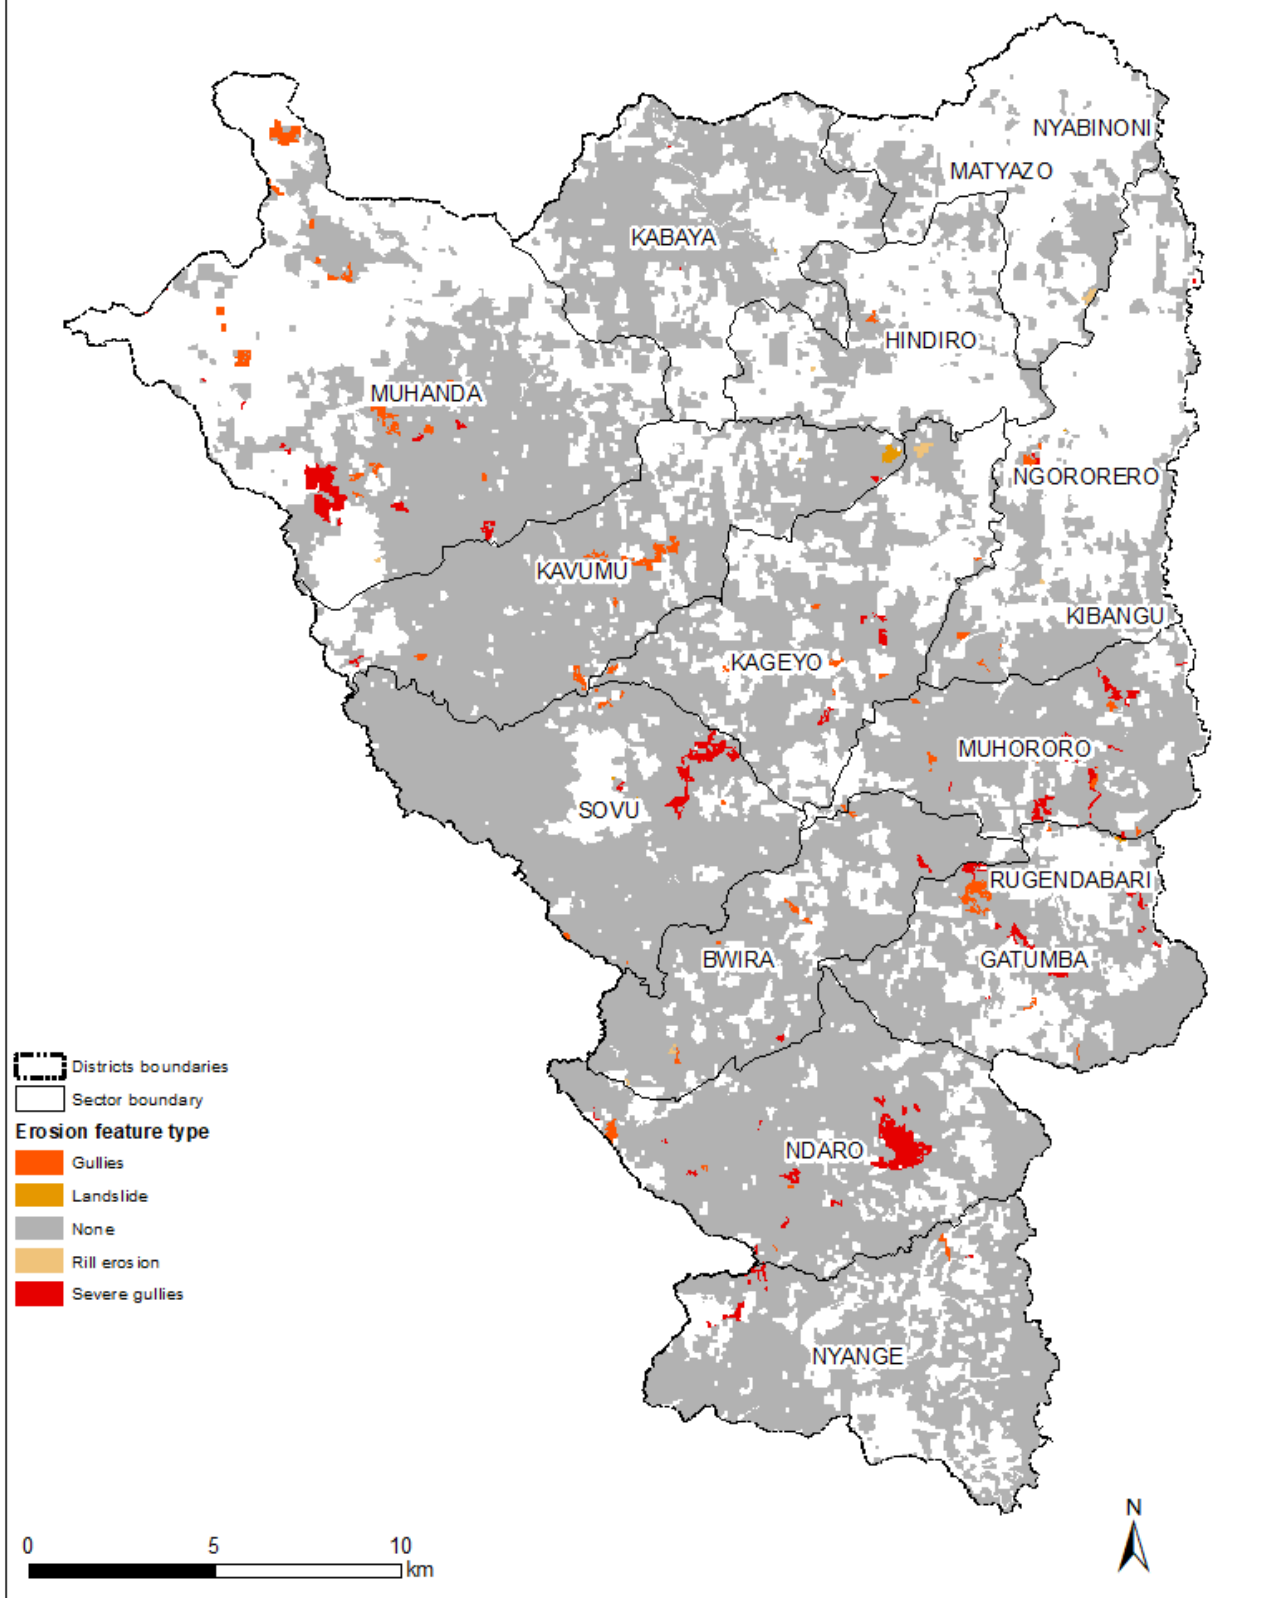 NYABINONI
MATYAZO
KABAYA
HINDIRO
MUHANDA
NGORORERO
KAVUMU
KIBANGU
KAGEYO
MUHORORO
SOVU
RUGENDABARI
BWIRA
GATUMBA
Districts boundaries
Sector boundary
Erosion feature type
Gullies
Landslide
None
Rill erosion
Severe gullies
NDARO
NYANGE
N
0 5 10
km